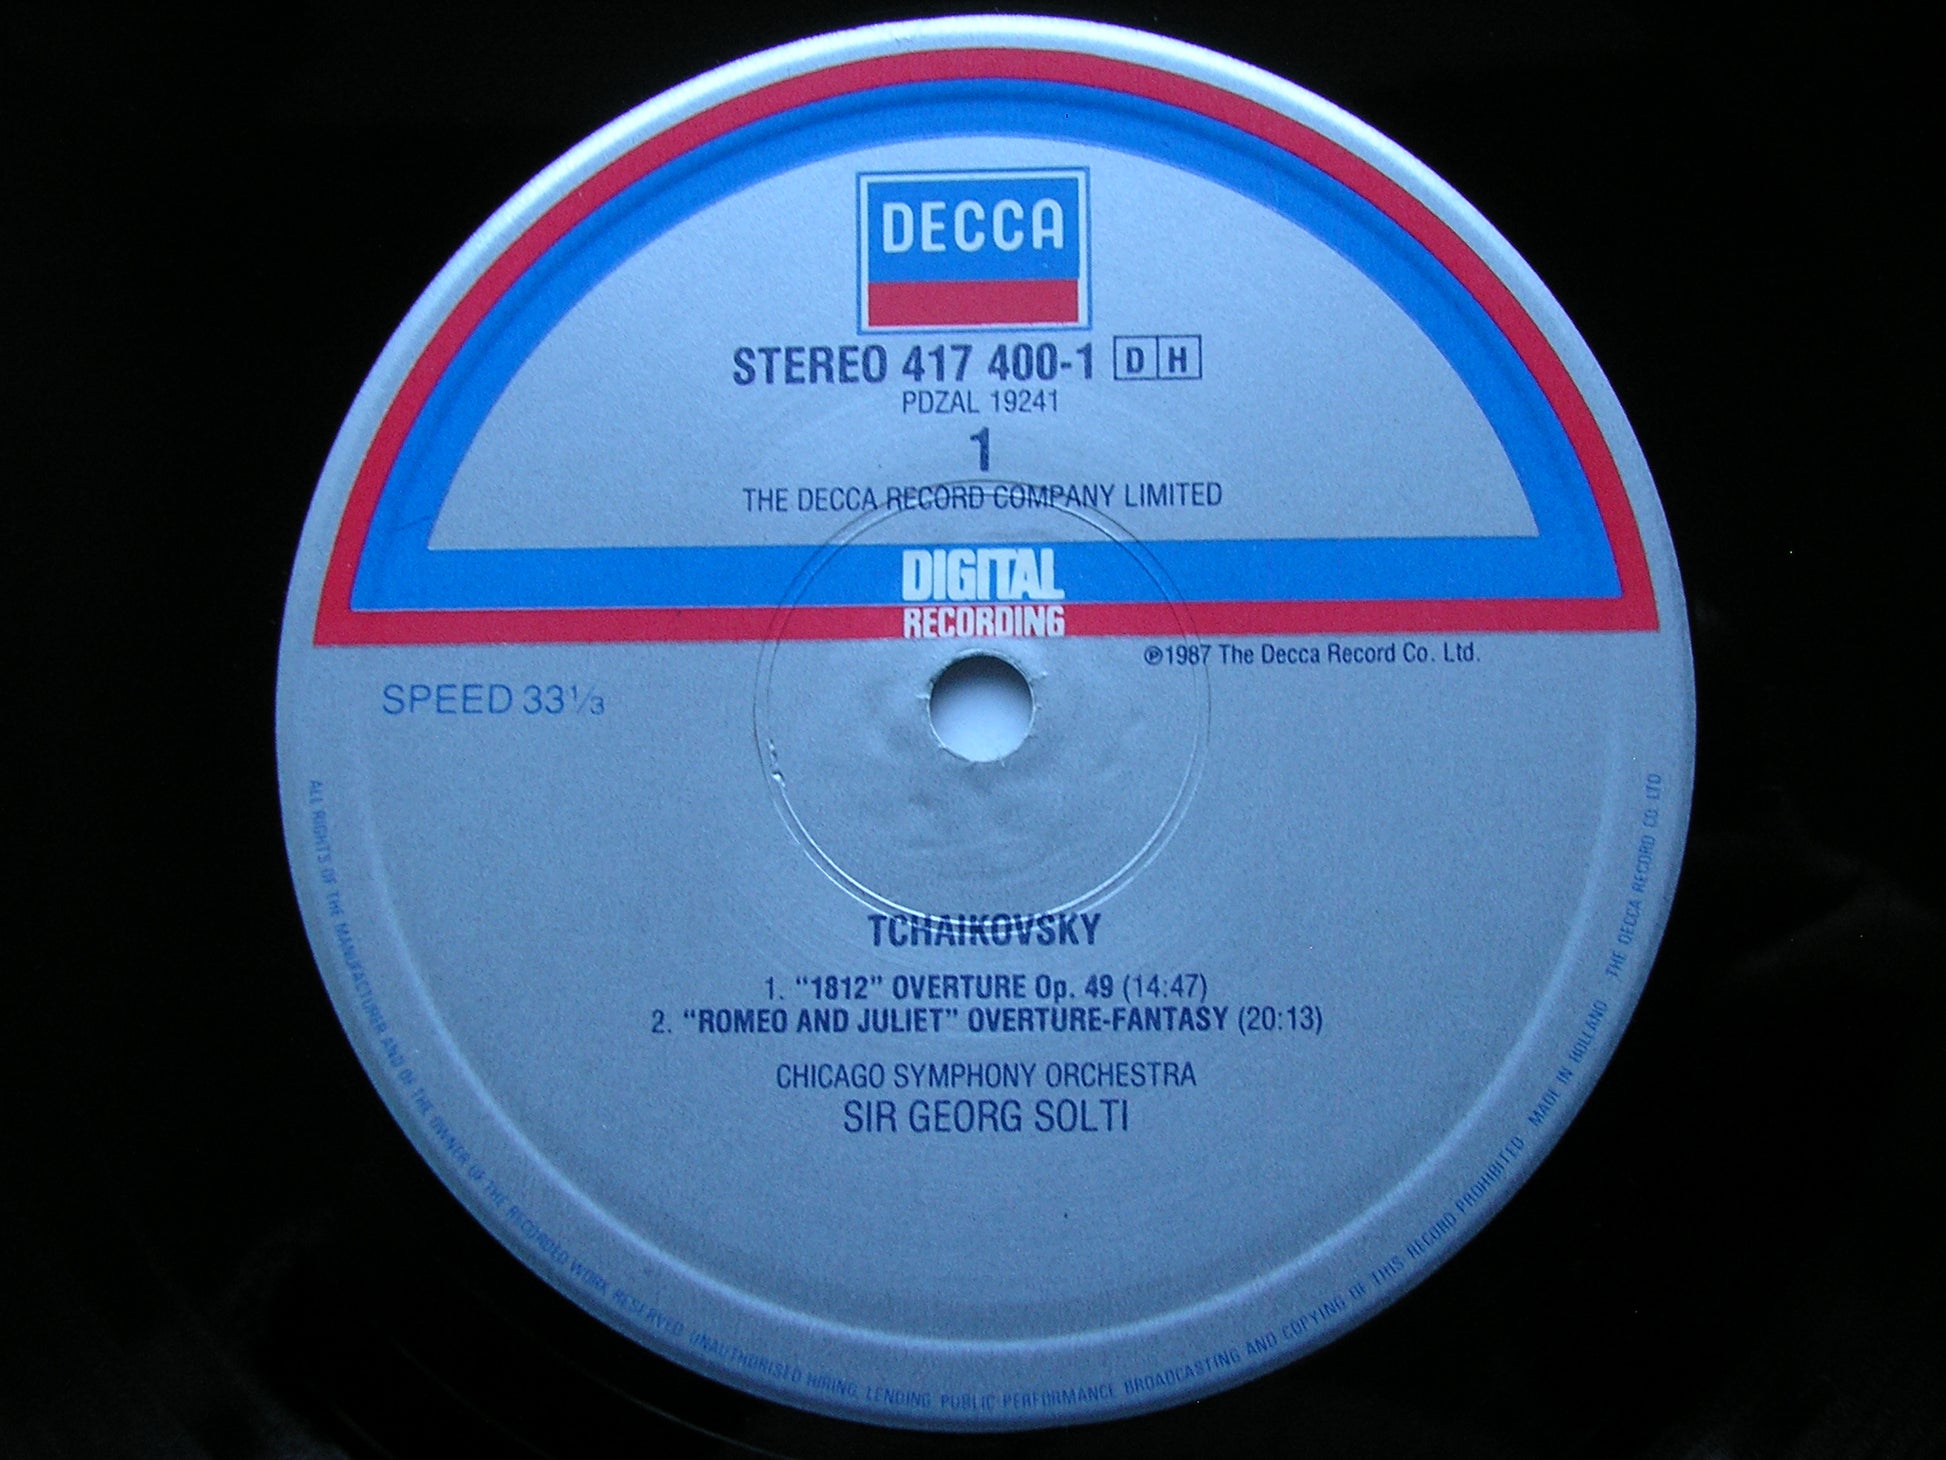 DECCA
STEREO 417 400-1 D H
PDZAL 19241
1
THE DECCA RECORD COMPANY LIMITED
DIGITAL
RECORDING
℗1987 The Decca Record Co. Ltd.
SPEED 33⅓
TCHAIKOVSKY
1. “1812” OVERTURE Op. 49 (14:47)
2. “ROMEO AND JULIET” OVERTURE-FANTASY (20:13)
CHICAGO SYMPHONY ORCHESTRA
SIR GEORG SOLTI
ALL RIGHTS OF THE MANUFACTURER AND OF THE OWNER OF THE RECORDED WORK RESERVED UNAUTHORISED HIRING, LENDING PUBLIC PERFORMANCE BROADCASTING AND COPYING OF THIS RECORD PROHIBITED MADE IN HOLLAND THE DECCA RECORD CO LTD